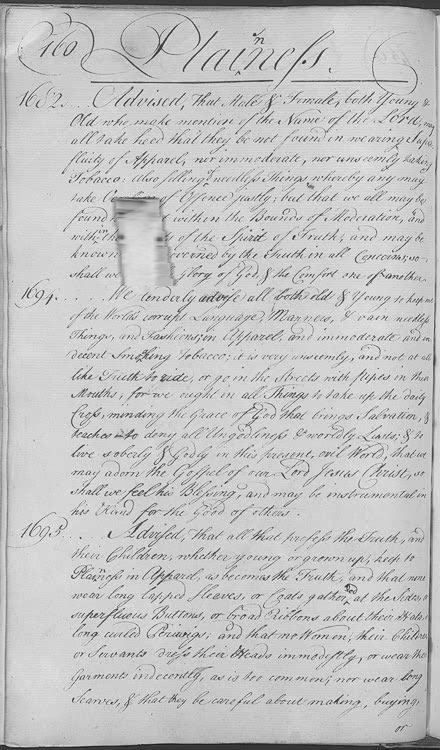 160
Plainness.
1682... Advised, that Male & Female, both Young &
Old who make mention of the Name of the Lord, may
all take heed that they be not found in wearing Supe
fluity of Apparel, nor immoderate, nor unseemly taking
Tobacco: Also selling needless Things whereby any may
take of Offence justly; but that we all may be
found within the Bounds of Moderation, and
within the of the Spirit of Truth; and may be
known governed by the Truth in all Concerns, so
shall we Glory of God, & the Comfort one of another.
1694..... We tenderly advise all both old & Young to keep
of the World's corrupt Language, Manners, & vain needless
Things, and Fashions, in Apparel; and immoderate and in
decent Smoking Tobacco; it is very unseemly, and not at all
like Truth to ride, or go in the Streets with pipes in their
Mouths, for we ought in all Things to take up the daily
Cross, minding the Grace of God that brings Salvation, &
teaches to deny all Ungodliness & worldly Lusts; & to
live soberly & Godly in this present, evil World, that we
may adorn the Gospel of our Lord Jesus Christ, so
shall we feel his Blessing, and may be instrumental in
his Hand for the Good of others.
1695... Advised, that all that profess the Truth, and
their Children, whether young or grown up, keep to
Plainness in Apparel, as becomes the Truth, and that none
wear long lapped Sleeves, or Coats gathered at the Sides, or
superfluous Buttons, or broad Ribbons about their Hats, or
long curled Periwigs; and that no Women, their Children
or Servants dress their Heads immodestly, or wear their
Garments indecently, as is too common; nor wear long
Scarves, & that they be careful about making, buying,
or